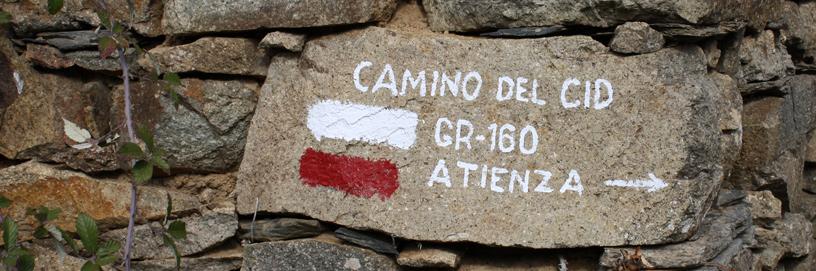 CAMINO DEL CID
GR-160
ATIENZA →